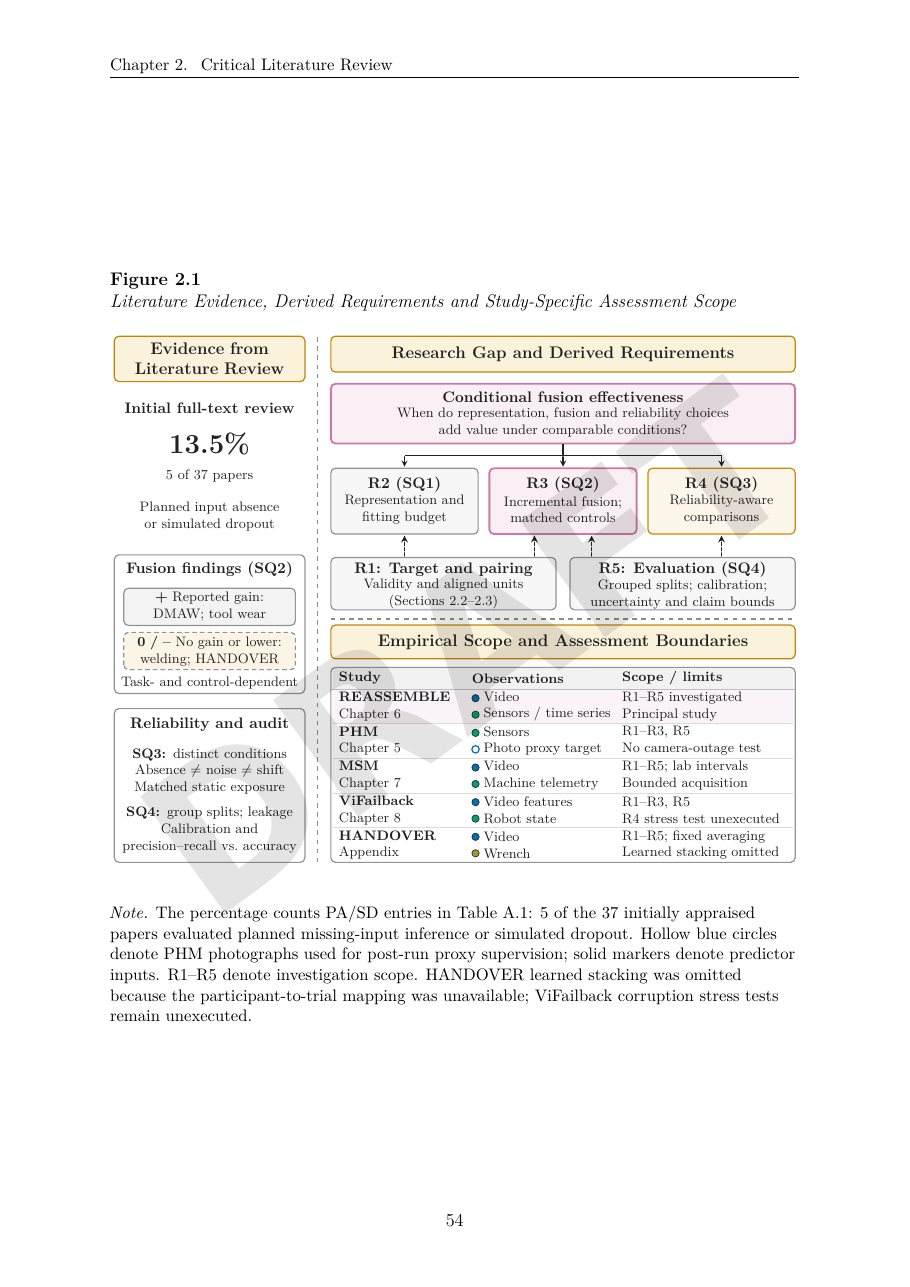 Chapter 2. Critical Literature Review
Figure 2.1
Literature Evidence, Derived Requirements and Study-Specific Assessment Scope
Evidence from
Literature Review
Initial full-text review
13.5%
5 of 37 papers
Planned input absence
or simulated dropout
Fusion findings (SQ2)
+ Reported gain:
DMAW; tool wear
0 / – No gain or lower:
welding; HANDOVER
Task- and control-dependent
Reliability and audit
SQ3: distinct conditions
Absence ≠ noise ≠ shift
Matched static exposure
SQ4: group splits; leakage
Calibration and
precision–recall vs. accuracy
Research Gap and Derived Requirements
Conditional fusion effectiveness
When do representation, fusion and reliability choices
add value under comparable conditions?
R2 (SQ1)
Representation and
fitting budget
R3 (SQ2)
Incremental fusion;
matched controls
R4 (SQ3)
Reliability-aware
comparisons
R1: Target and pairing
Validity and aligned units
(Sections 2.2–2.3)
R5: Evaluation (SQ4)
Grouped splits; calibration;
uncertainty and claim bounds
Empirical Scope and Assessment Boundaries
Study Observations Scope / limits
REASSEMBLE Video R1–R5 investigated
Chapter 6 Sensors / time series Principal study
PHM Sensors R1–R3, R5
Chapter 5 Photo proxy target No camera-outage test
MSM Video R1–R5; lab intervals
Chapter 7 Machine telemetry Bounded acquisition
ViFailback Video features R1–R3, R5
Chapter 8 Robot state R4 stress test unexecuted
HANDOVER Video R1–R5; fixed averaging
Appendix Wrench Learned stacking omitted
DRAFT
Note. The percentage counts PA/SD entries in Table A.1: 5 of the 37 initially appraised
papers evaluated planned missing-input inference or simulated dropout. Hollow blue circles
denote PHM photographs used for post-run proxy supervision; solid markers denote predictor
inputs. R1–R5 denote investigation scope. HANDOVER learned stacking was omitted
because the participant-to-trial mapping was unavailable; ViFailback corruption stress tests
remain unexecuted.
54